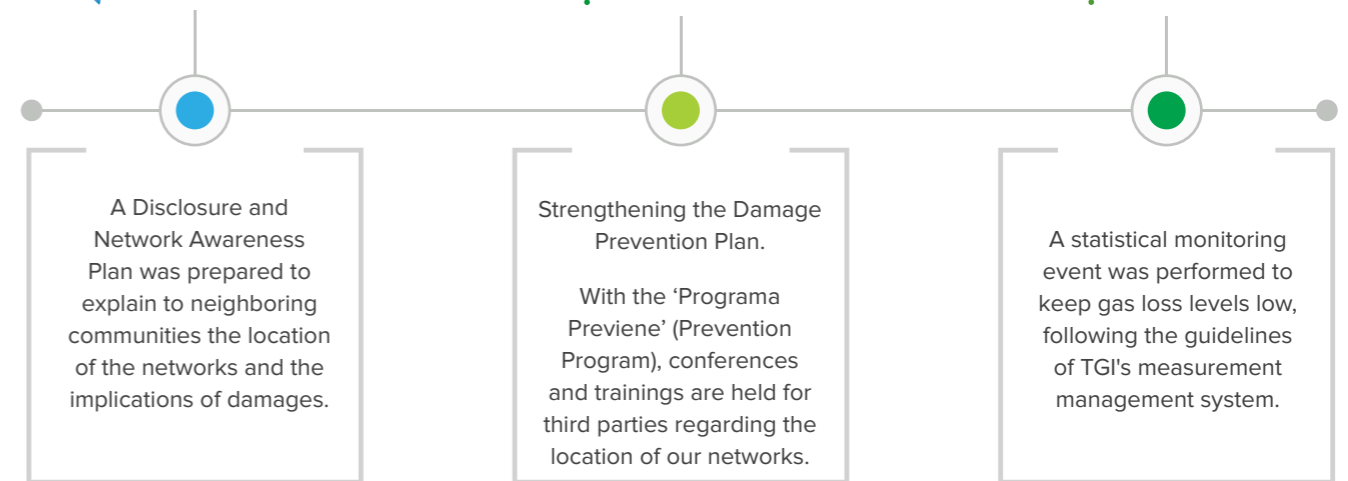 A Disclosure and
Network Awareness
Plan was prepared to
explain to neighboring
communities the location
of the networks and the
implications of damages.
Strengthening the Damage
Prevention Plan.
With the ‘Programa
Previene’ (Prevention
Program), conferences
and trainings are held for
third parties regarding the
location of our networks.
A statistical monitoring
event was performed to
keep gas loss levels low,
following the guidelines
of TGI's measurement
management system.